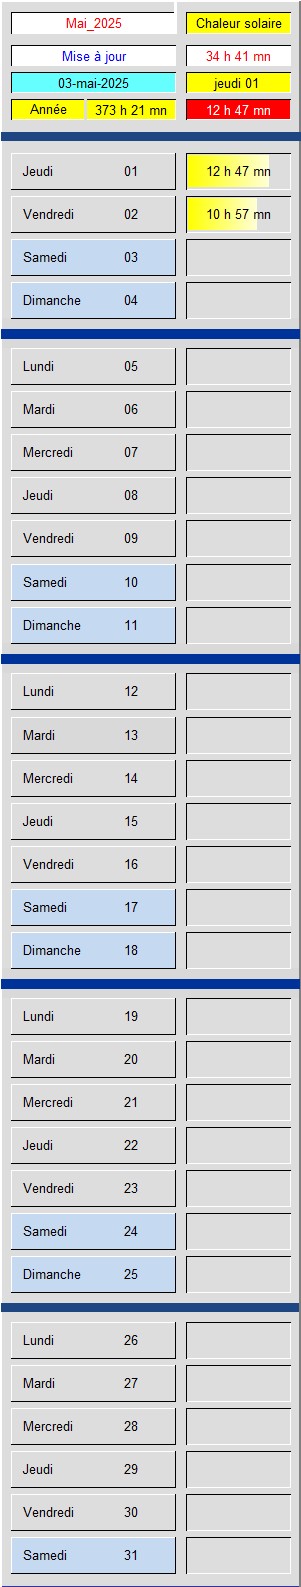 Mai_2025 Chaleur solaire
Mise à jour 34 h 41 mn
03-mai-2025 jeudi 01
Année 373 h 21 mn 12 h 47 mn
Jeudi 01 12 h 47 mn
Vendredi 02 10 h 57 mn
Samedi 03
Dimanche 04
Lundi 05
Mardi 06
Mercredi 07
Jeudi 08
Vendredi 09
Samedi 10
Dimanche 11
Lundi 12
Mardi 13
Mercredi 14
Jeudi 15
Vendredi 16
Samedi 17
Dimanche 18
Lundi 19
Mardi 20
Mercredi 21
Jeudi 22
Vendredi 23
Samedi 24
Dimanche 25
Lundi 26
Mardi 27
Mercredi 28
Jeudi 29
Vendredi 30
Samedi 31